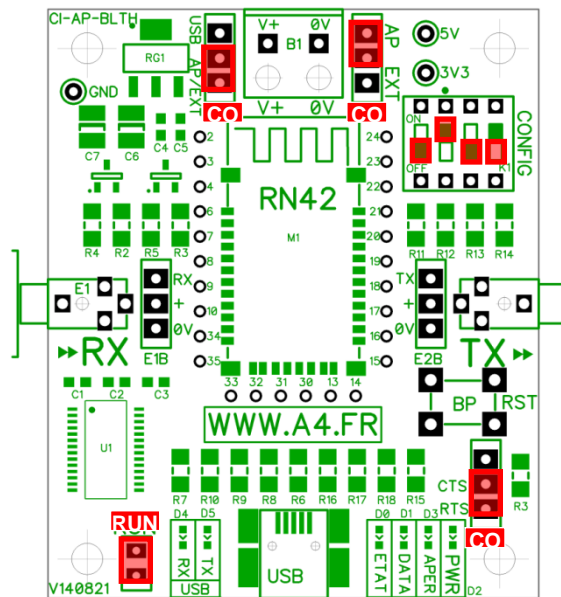 CI-AP-BLTH
USB
AP/EXT
V+ 0V
B1
AP
EXT
5V
3V3
RG1
GND
CO
V+ 0V
CO
ON
OFF
K1
CONFIG
C7
C6
C4
C5
2
3
4
6
7
8
9
10
34
35
24
23
22
21
20
19
18
17
16
15
RN42
M1
R4
R2
R5
R3
R11
R12
R13
R14
E1
RX
+
0V
TX
+
0V
RX
E1B
E2B
TX
33
32
31
30
13
14
C1
C2
C3
BP
RST
WWW.A4.FR
U1
CTS
RTS
R7
R10
R9
R8
R6
R16
R17
R18
R15
R3
CO
RUN
D4
D5
RX
TX
USB
USB
D0
D1
D3
D2
ETAT
DATA
APER
PWR
V140821